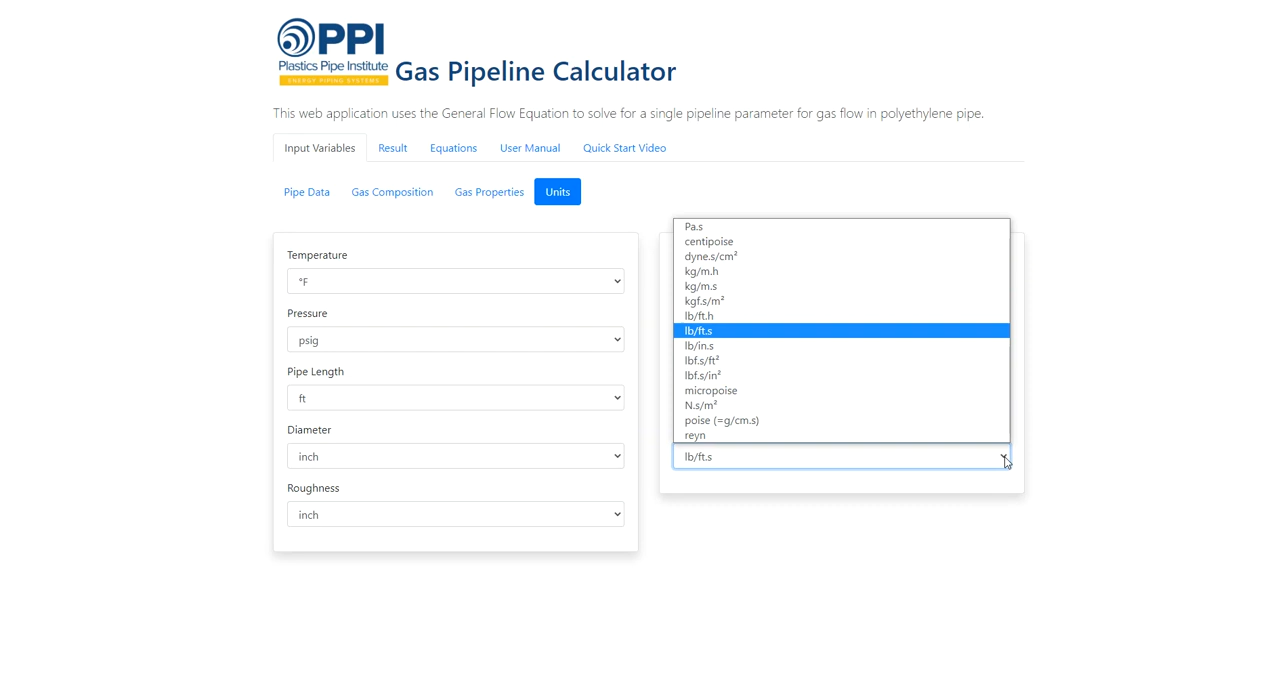 PPI
Plastics Pipe Institute
ENERGY PIPING SYSTEMS
Gas Pipeline Calculator
This web application uses the General Flow Equation to solve for a single pipeline parameter for gas flow in polyethylene pipe.
Input Variables Result Equations User Manual Quick Start Video
Pipe Data Gas Composition Gas Properties Units
Temperature
°F
Pressure
psig
Pipe Length
ft
Diameter
inch
Roughness
inch
Pa.s
centipoise
dyne.s/cm²
kg/m.h
kg/m.s
kgf.s/m²
lb/ft.h
lb/ft.s
lb/in.s
lbf.s/ft²
lbf.s/in²
micropoise
N.s/m²
poise (=g/cm.s)
reyn
lb/ft.s